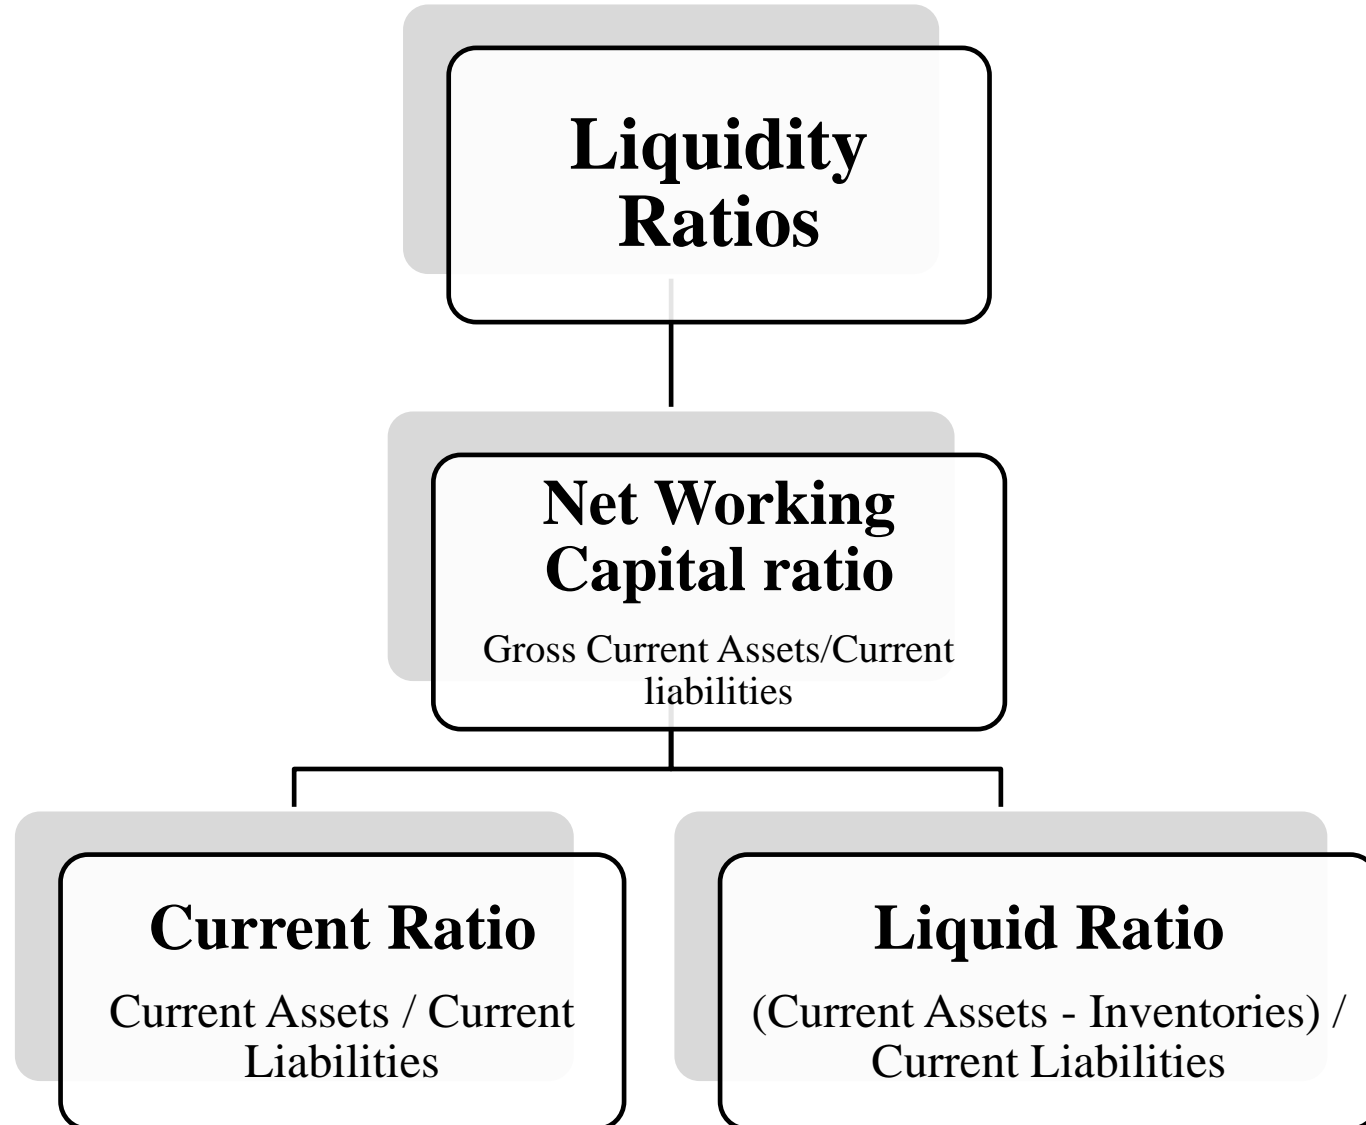 Liquidity
Ratios
Net Working
Capital ratio
Gross Current Assets/Current
liabilities
Current Ratio
Current Assets / Current
Liabilities
Liquid Ratio
(Current Assets - Inventories) /
Current Liabilities